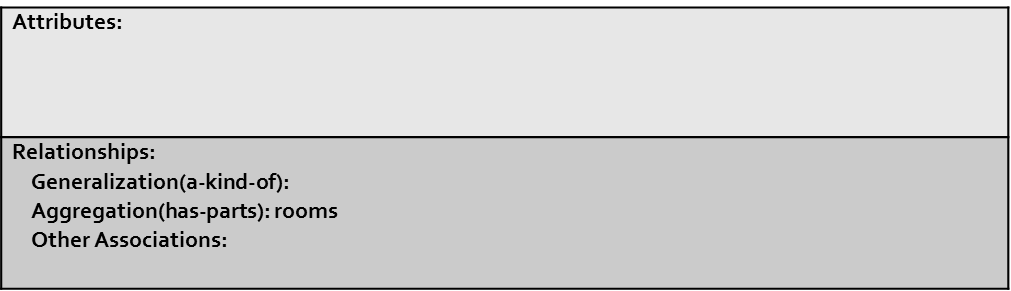 Attributes:
Relationships:
Generalization(a-kind-of):
Aggregation(has-parts): rooms
Other Associations: